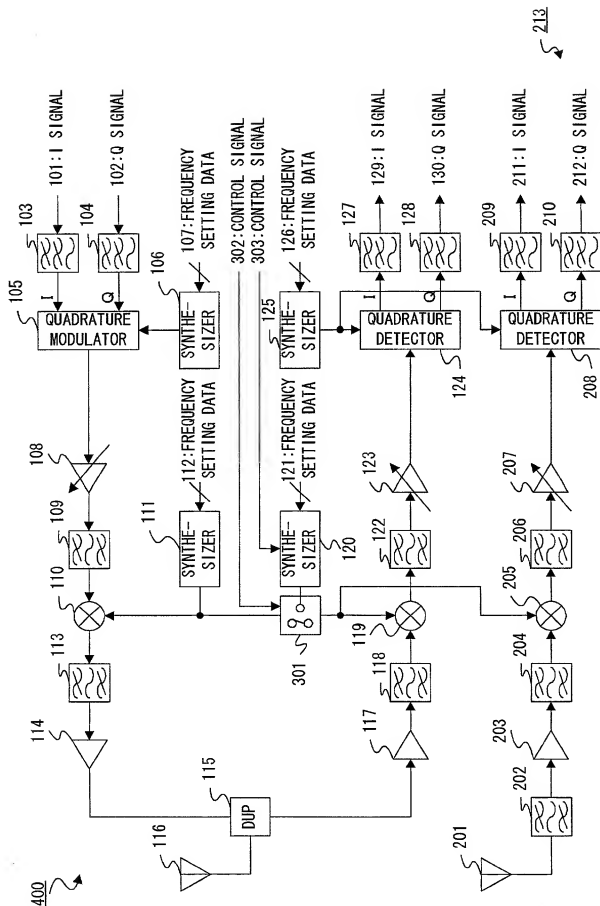 400
213
101:I SIGNAL
102:Q SIGNAL
103
104
105
I
Q
QUADRATURE
MODULATOR
106
SYNTHE-
SIZER
107:FREQUENCY
SETTING DATA
108
109
110
111
SYNTHE-
SIZER
112:FREQUENCY
SETTING DATA
302:CONTROL SIGNAL
303:CONTROL SIGNAL
113
114
115
DUP
116
117
118
119
301
SYNTHE-
SIZER
120
121:FREQUENCY
SETTING DATA
122
123
SYNTHE-
SIZER
125
126:FREQUENCY
SETTING DATA
QUADRATURE
DETECTOR
124
I
Q
127
128
129:I SIGNAL
130:Q SIGNAL
201
202
203
204
205
206
207
QUADRATURE
DETECTOR
208
I
Q
209
210
211:I SIGNAL
212:Q SIGNAL